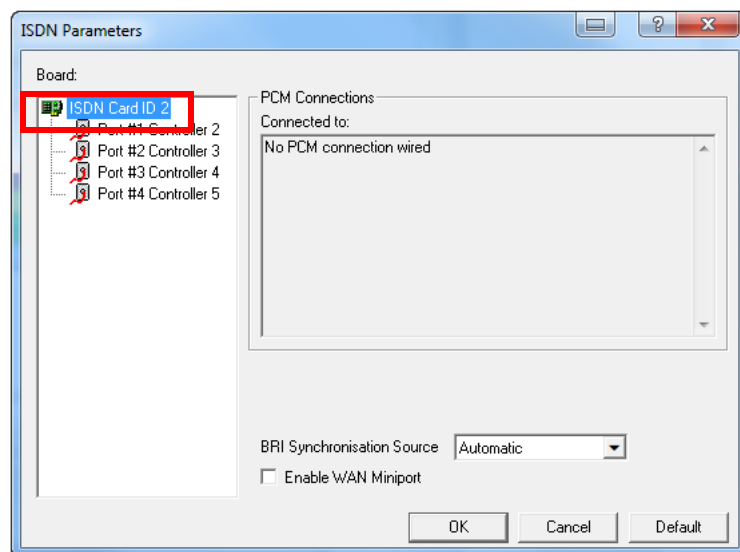 ISDN Parameters
Board:
ISDN Card ID 2
Port #1 Controller 2
Port #2 Controller 3
Port #3 Controller 4
Port #4 Controller 5
PCM Connections
Connected to:
No PCM connection wired
BRI Synchronisation Source Automatic
Enable WAN Miniport
OK Cancel Default